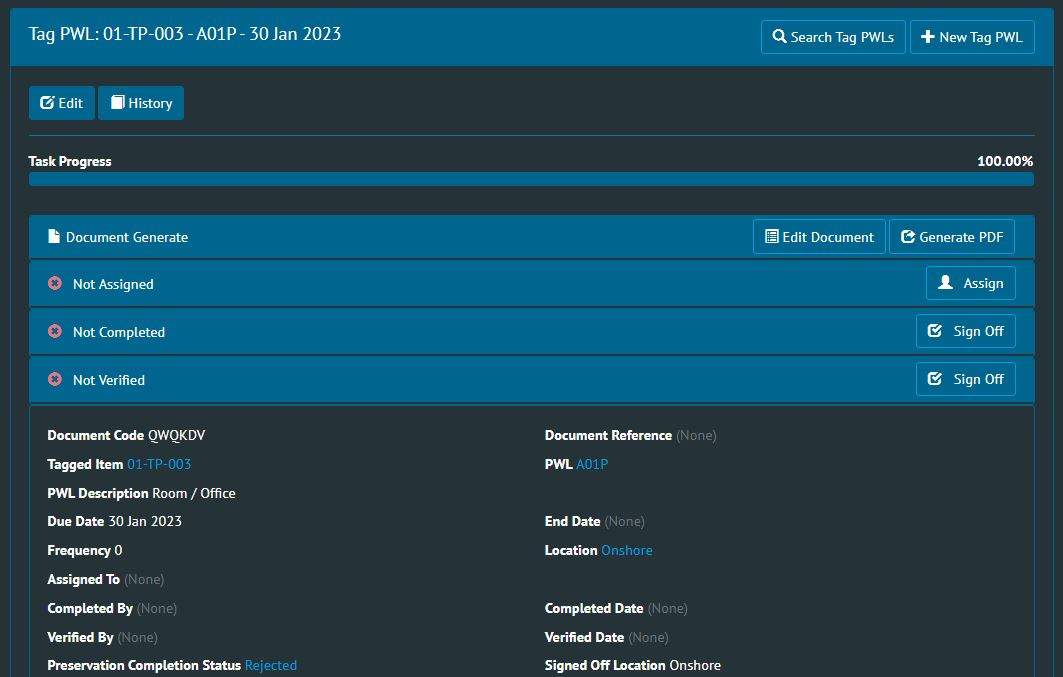 Tag PWL: 01-TP-003 - A01P - 30 Jan 2023
Search Tag PWLs
New Tag PWL
Edit
History
Task Progress
100.00%
Document Generate
Edit Document
Generate PDF
Not Assigned
Assign
Not Completed
Sign Off
Not Verified
Sign Off
Document Code QWQKDV
Document Reference (None)
Tagged Item 01-TP-003
PWL A01P
PWL Description Room / Office
Due Date 30 Jan 2023
End Date (None)
Frequency 0
Location Onshore
Assigned To (None)
Completed By (None)
Completed Date (None)
Verified By (None)
Verified Date (None)
Preservation Completion Status Rejected
Signed Off Location Onshore